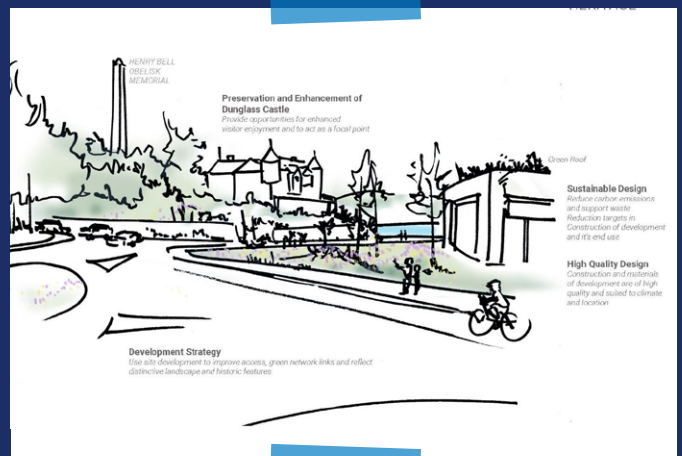 HERITAGE
HENRY BELL
OBELISK
MEMORIAL
Preservation and Enhancement of
Dunglass Castle
Provide opportunities for enhanced
visitor enjoyment and to act as a focal point
Green Roof
Sustainable Design
Reduce carbon emissions
and support waste
Reduction targets in
Construction of development
and it's end use
High Quality Design
Construction and materials
of development are of high
quality and suited to climate
and location
Development Strategy
Use site development to improve access, green network links and reflect
distinctive landscape and historic features